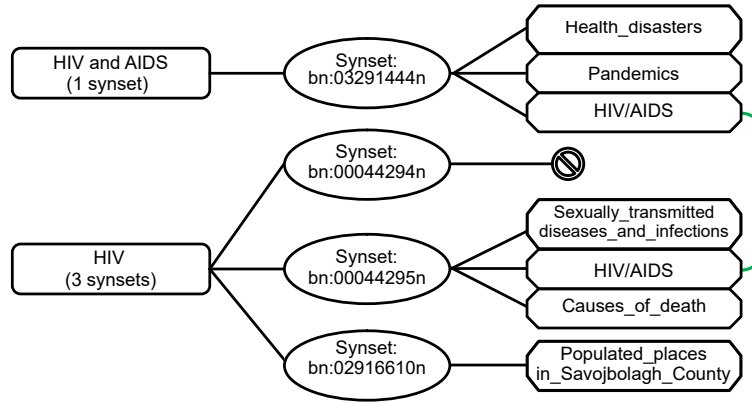 HIV and AIDS
(1 synset)
Synset:
bn:03291444n
Health_disasters
Pandemics
HIV/AIDS
HIV
(3 synsets)
Synset:
bn:00044294n
Synset:
bn:00044295n
Sexually_transmitted
diseases_and_infections
HIV/AIDS
Causes_of_death
Synset:
bn:02916610n
Populated_places
in_Savojbolagh_County